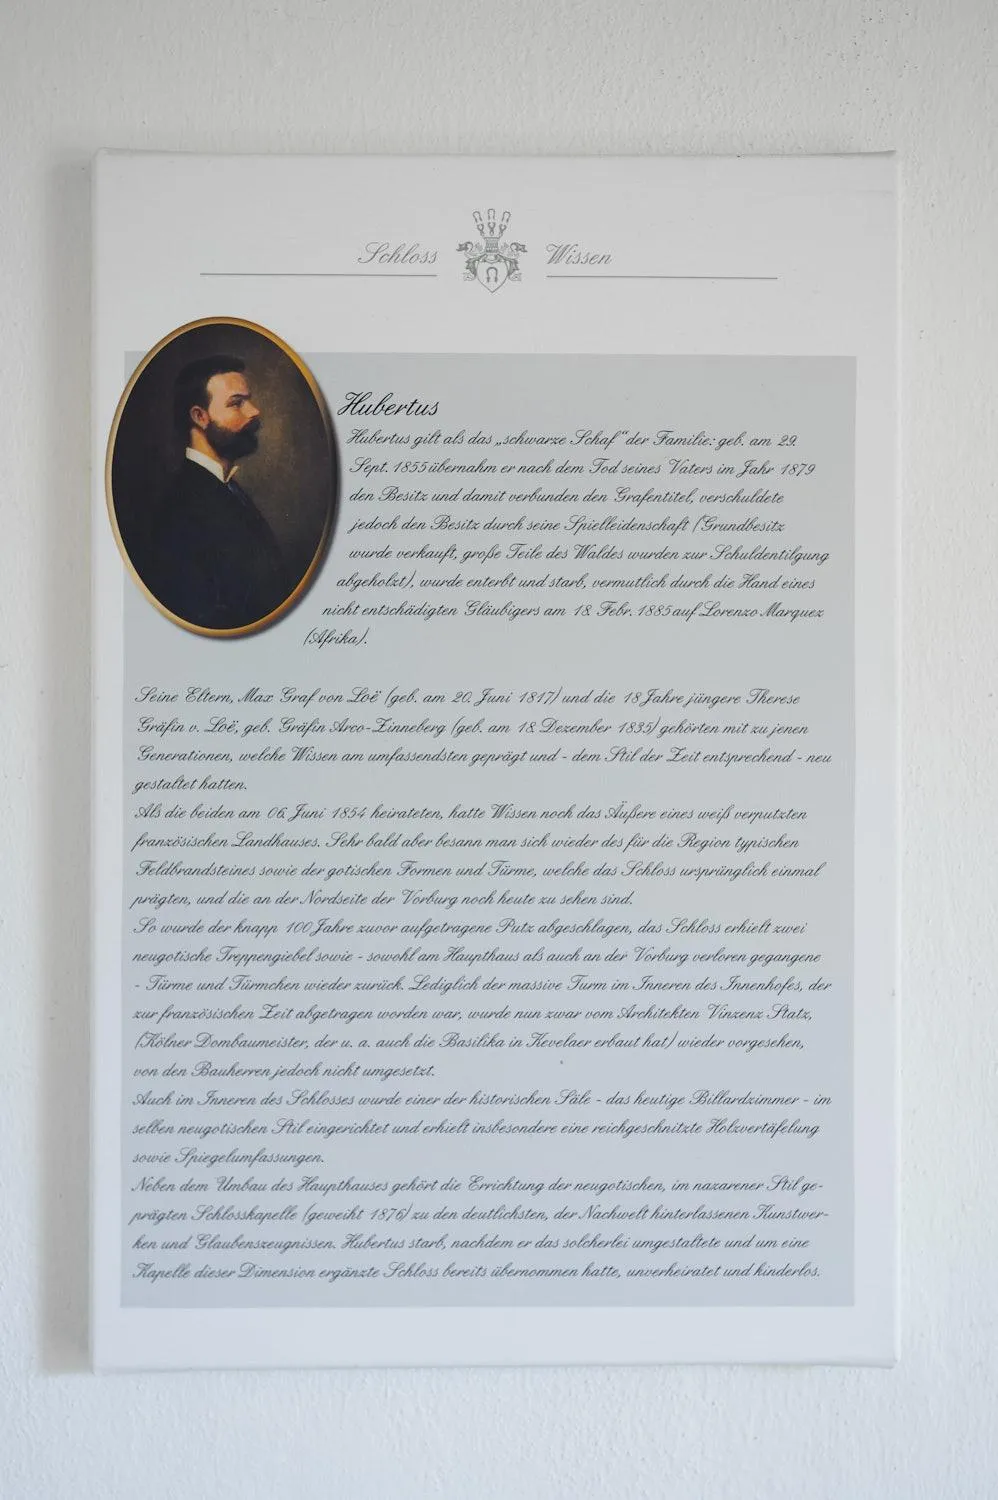 Schloss Wissen
Hubertus
Hubertus gilt als das „schwarze Schaf“ der Familie: geb. am 29.
Sept. 1855 übernahm er nach dem Tod seines Vaters im Jahr 1879
den Besitz und damit verbunden den Grafentitel, verschuldete
jedoch den Besitz durch seine Spielleidenschaft (Grundbesitz
wurde verkauft, große Teile des Waldes wurden zur Schuldentilgung
abgeholzt), wurde enterbt und starb, vermutlich durch die Hand eines
nicht entschädigten Gläubigers am 18. Febr. 1885 auf Lorenzo Marquez
(Afrika).
Seine Eltern, Max Graf von Loë (geb. am 20. Juni 1817) und die 18 Jahre jüngere Therese
Gräfin v. Loë, geb. Gräfin Arco-Zinneberg (geb. am 18. Dezember 1835) gehörten mit zu jenen
Generationen, welche Wissen am umfassendsten geprägt und - dem Stil der Zeit entsprechend - neu
gestaltet hatten.
Als die beiden am 06. Juni 1854 heirateten, hatte Wissen noch das Äußere eines weiß verputzten
französischen Landhauses. Sehr bald aber besann man sich wieder des für die Region typischen
Feldbrandsteines sowie der gotischen Formen und Türme, welche das Schloss ursprünglich einmal
prägten, und die an der Nordseite der Vorburg noch heute zu sehen sind.
So wurde der knapp 100 Jahre zuvor aufgetragene Putz abgeschlagen, das Schloss erhielt zwei
neugotische Treppengiebel sowie - sowohl am Haupthaus als auch an der Vorburg verloren gegangene
- Türme und Türmchen wieder zurück. Lediglich der massive Turm im Inneren des Innenhofes, der
zur französischen Zeit abgetragen worden war, wurde nun zwar vom Architekten Vinzenz Statz,
(Kölner Dombaumeister, der u. a. auch die Basilika in Kevelaer erbaut hat) wieder vorgesehen,
von den Bauherren jedoch nicht umgesetzt.
Auch im Inneren des Schlosses wurde einer der historischen Säle - das heutige Billardzimmer - im
selben neugotischen Stil eingerichtet und erhielt insbesondere eine reichgeschnitzte Holzvertäfelung
sowie Spiegelumfassungen.
Neben dem Umbau des Haupthauses gehört die Errichtung der neugotischen, im nazarener Stil ge-
prägten Schlosskapelle (geweiht 1876) zu den deutlichsten, der Nachwelt hinterlassenen Kunstwer-
ken und Glaubenszeugnissen. Hubertus starb, nachdem er das solcherlei umgestaltete und um eine
Kapelle dieser Dimension ergänzte Schloss bereits übernommen hatte, unverheiratet und kinderlos.